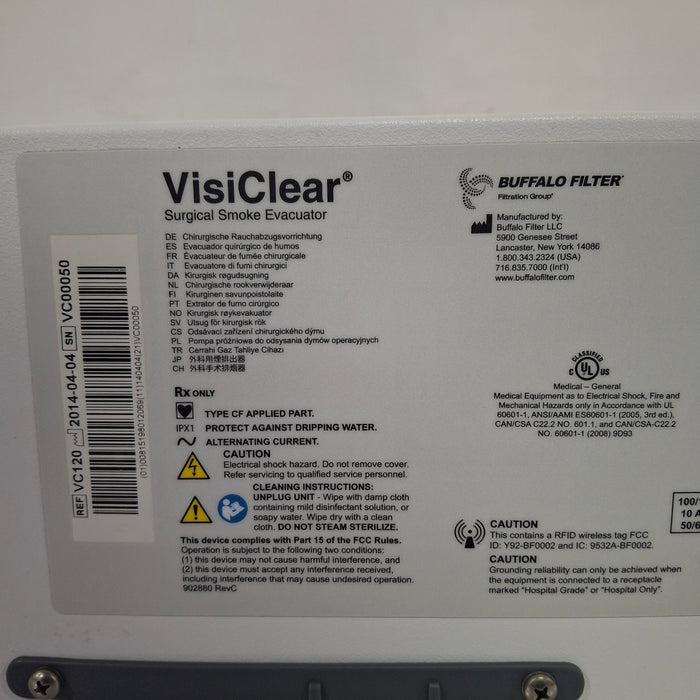 VisiClear®
Surgical Smoke Evacuator
DE Chirurgische Rauchabzugsvorrichtung
ES Evacuador quirúrgico de humos
FR Évacuateur de fumée chirurgicale
IT Evacuatore di fumi chirurgici
DA Kirurgisk røgudsugning
NL Chirurgische rookverwijderaar
FI Kirurginen savunpoistolaite
PT Extrator de fumo cirúrgico
NO Kirurgisk røykevakuator
SV Utsug för kirurgisk rök
CS Odsávací zařízení chirurgického dýmu
PL Pompa próżniowa do odsysania dymów operacyjnych
TR Cerrahi Gaz Tahliye Cihazı
JP 外科用煙排出器
CH 外科手术排烟器
Rx ONLY
TYPE CF APPLIED PART.
IPX1 PROTECT AGAINST DRIPPING WATER.
ALTERNATING CURRENT.
CAUTION
Electrical shock hazard. Do not remove cover.
Refer servicing to qualified service personnel.
CLEANING INSTRUCTIONS:
UNPLUG UNIT - Wipe with damp cloth
containing mild disinfectant solution, or
soapy water. Wipe dry with a clean
cloth. DO NOT STEAM STERILIZE.
This device complies with Part 15 of the FCC Rules.
Operation is subject to the following two conditions:
(1) this device may not cause harmful interference, and
(2) this device must accept any interference received,
including interference that may cause undesired operation.
902880 RevC
REF VC120 2014-04-04 SN VC00050
(01)00815198012069(11)140404(21)VC00050
BUFFALO FILTER®
Filtration Group®
Manufactured by:
Buffalo Filter LLC
5900 Genesee Street
Lancaster, New York 14086
1.800.343.2324 (USA)
716.835.7000 (Int'l)
www.buffalofilter.com
CLASSIFIED
C UL US
Medical – General
Medical Equipment as to Electrical Shock, Fire and
Mechanical Hazards only in Accordance with UL
60601-1, ANSI/AAMI ES60601-1 (2005, 3rd ed.),
CAN/CSA C22.2 NO. 601.1, and CAN/CSA-C22.2
NO. 60601-1 (2008) 9D93
100/
10 A
50/6
CAUTION
This contains a RFID wireless tag FCC
ID: Y92-BF0002 and IC: 9532A-BF0002.
CAUTION
Grounding reliability can only be achieved when
the equipment is connected to a receptacle
marked "Hospital Grade" or "Hospital Only".